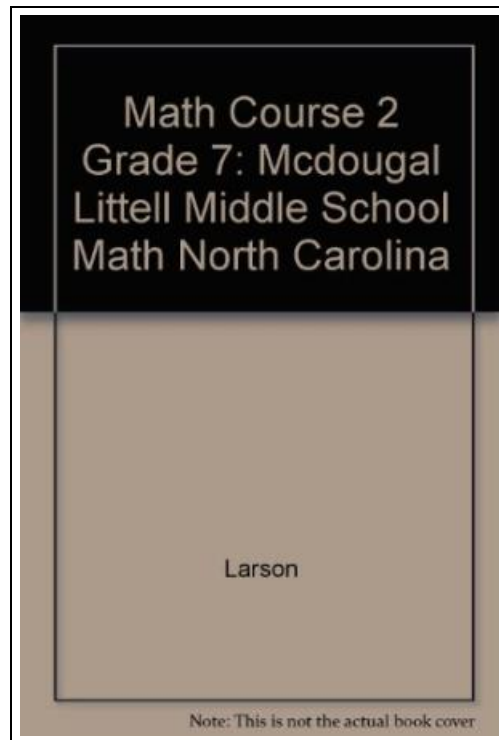 Math Course 2
Grade 7: Mcdougal
Littell Middle School
Math North Carolina
Larson
Note: This is not the actual book cover